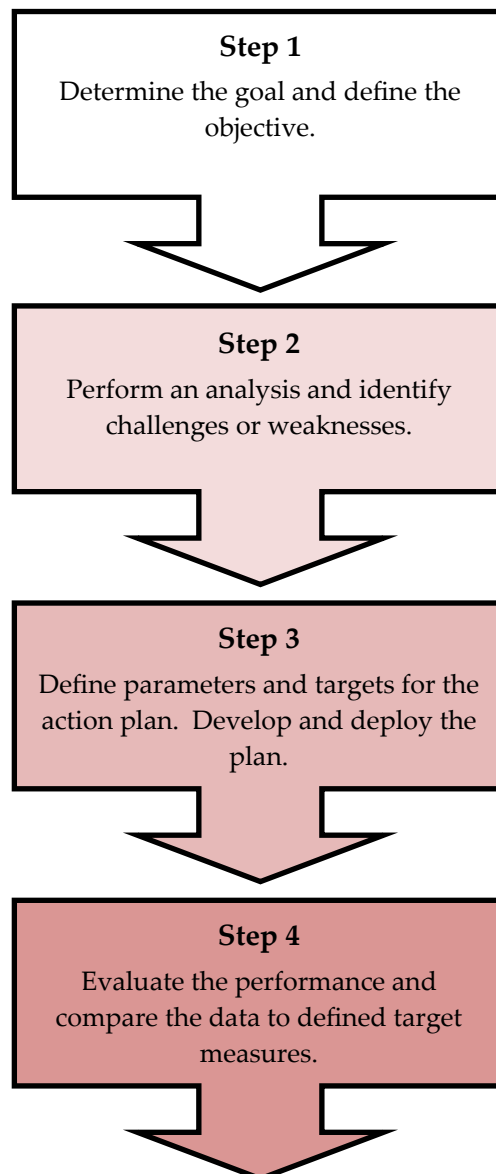 Step 1
Determine the goal and define the
objective.
Step 2
Perform an analysis and identify
challenges or weaknesses.
Step 3
Define parameters and targets for the
action plan.  Develop and deploy the
plan.
Step 4
Evaluate the performance and
compare the data to defined target
measures.